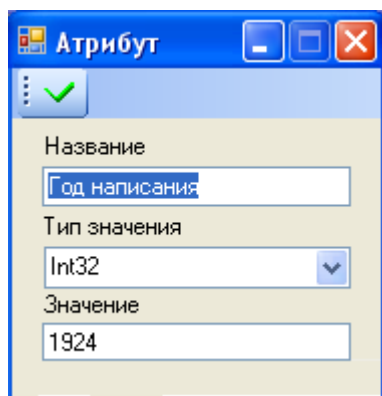 Атрибут
Название
Год написания
Тип значения
Int32
Значение
1924